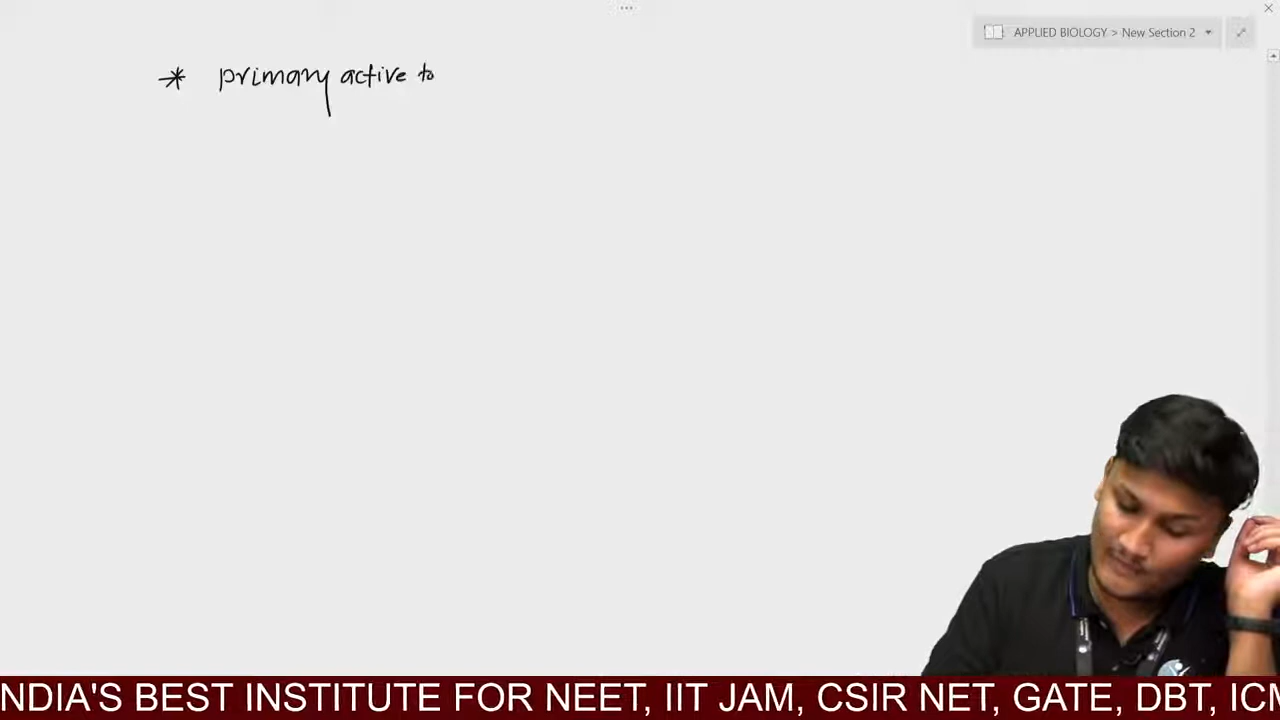 APPLIED BIOLOGY > New Section 2
* primary active to
NDIA'S BEST INSTITUTE FOR NEET, IIT JAM, CSIR NET, GATE, DBT, ICM